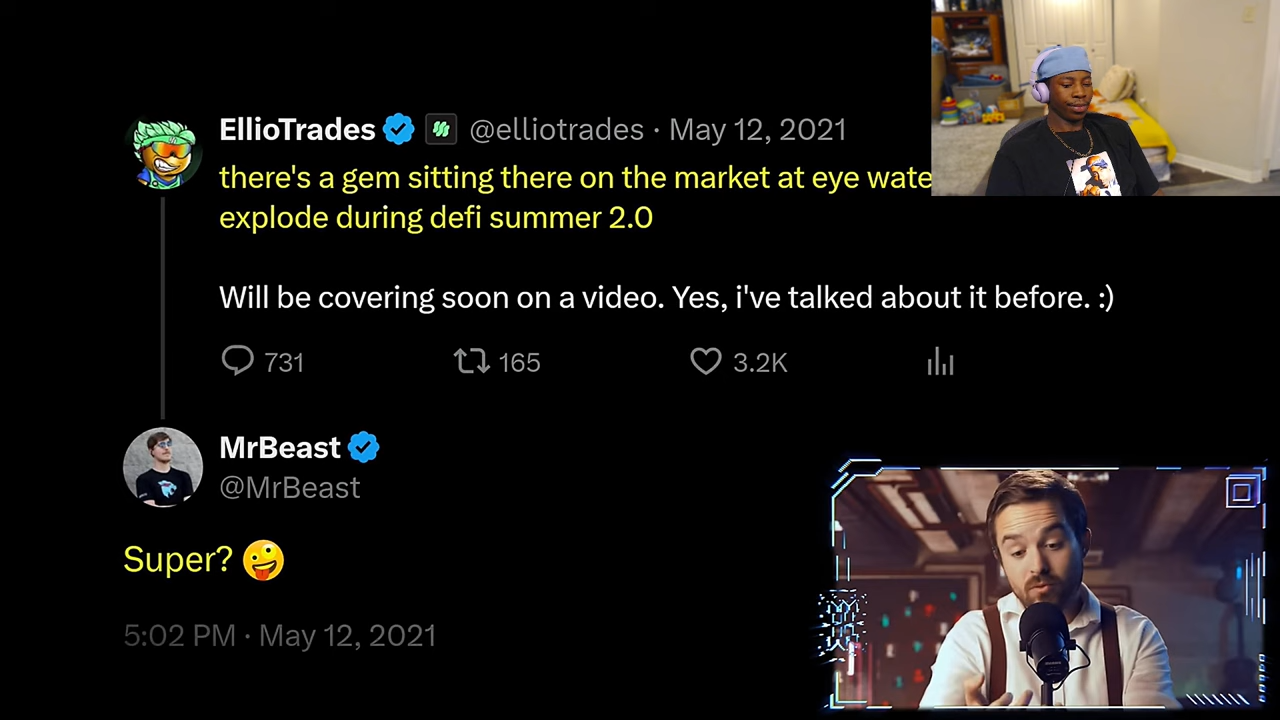 EllioTrades @elliotrades · May 12, 2021
there's a gem sitting there on the market at eye
explode during defi summer 2.0
Will be covering soon on a video. Yes, i've talked about it before. :)
731 165 3.2K
MrBeast
@MrBeast
Super? 🤪
5:02 PM · May 12, 2021